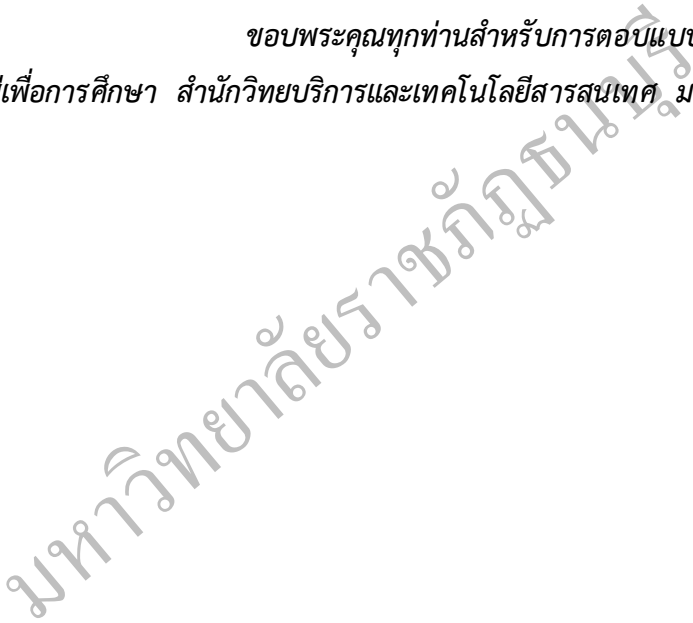 ขอบพระคุณทุกท่านสำหรับการตอบแบบ
เพื่อการศึกษา สำนักวิทยบริการและเทคโนโลยีสารสนเทศ ม
มหาวิทยาลัยราชภัฏธนบุรี